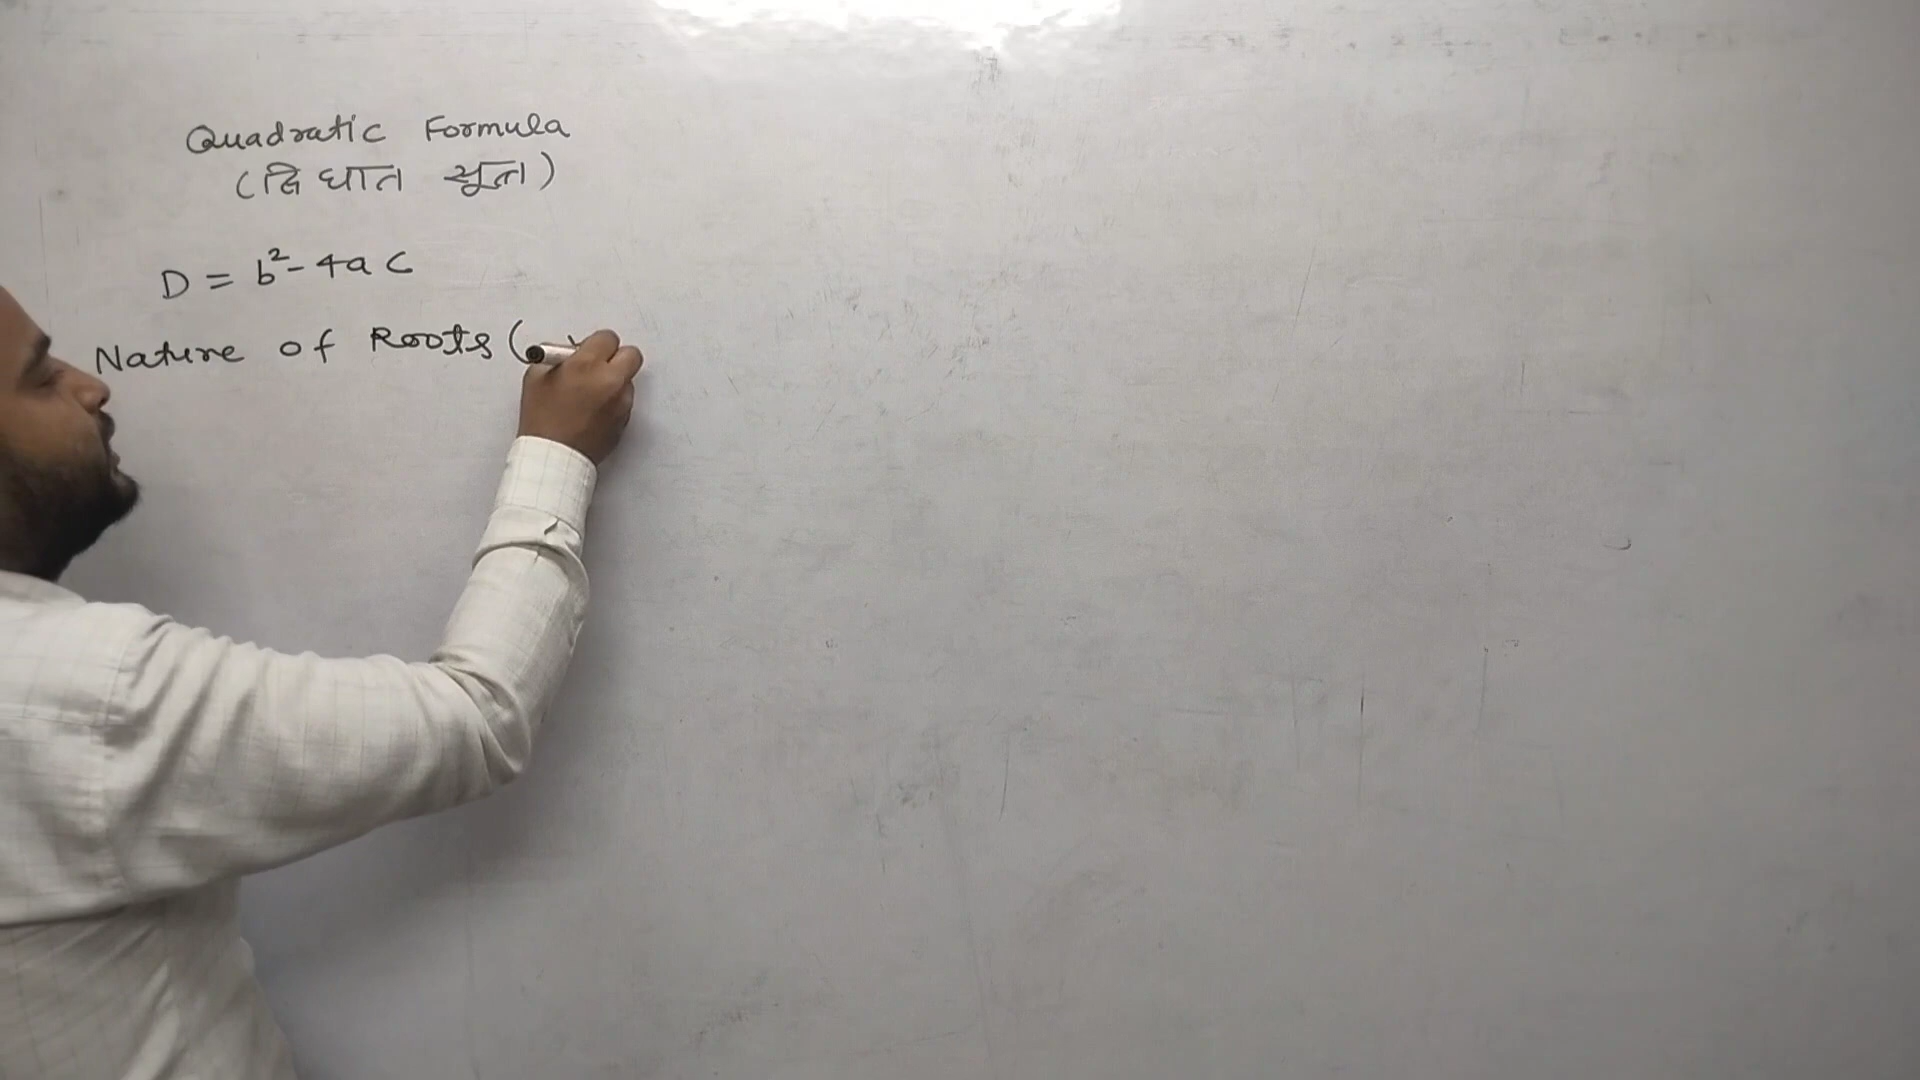 Quadratic Formula
(द्विघात सूत्र)
D = b² - 4ac
Nature of Roots (